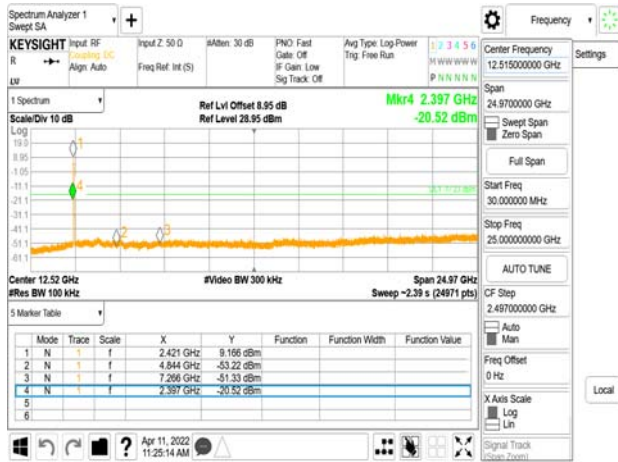 Spectrum Analyzer 1
Swept SA
+
Frequency
KEYSIGHT
R
Input: RF
Coupling: DC
Align: Auto
Input Z: 50 Ω
Freq Ref: Int (S)
#Atten: 30 dB
PNO: Fast
Gate: Off
IF Gain: Low
Sig Track: Off
Avg Type: Log-Power
Trig: Free Run
1 2 3 4 5 6
M W W W W W
P N N N N N
1 Spectrum
Scale/Div 10 dB
Ref Lvl Offset 8.95 dB
Ref Level 28.95 dBm
Mkr4 2.397 GHz
-20.52 dBm
Log
19.0
8.95
-1.05
-11.1
-21.1
-31.1
-41.1
-51.1
-61.1
1
4
2
3
Center 12.52 GHz
#Res BW 100 kHz
#Video BW 300 kHz
Span 24.97 GHz
Sweep ~2.39 s (24971 pts)
5 Marker Table
Mode Trace Scale X Y Function Function Width Function Value
1 N 1 f 2.421 GHz 9.166 dBm
2 N 1 f 4.844 GHz -53.22 dBm
3 N 1 f 7.266 GHz -51.33 dBm
4 N 1 f 2.397 GHz -20.52 dBm
5
6
?
Apr 11, 2022
11:25:14 AM
Center Frequency
12.515000000 GHz
Span
24.9700000 GHz
Swept Span
Zero Span
Full Span
Start Freq
30.000000 MHz
Stop Freq
25.000000000 GHz
AUTO TUNE
CF Step
2.497000000 GHz
Auto
Man
Freq Offset
0 Hz
X Axis Scale
Log
Lin
Signal Track
(Span Zoom)
Settings
Local